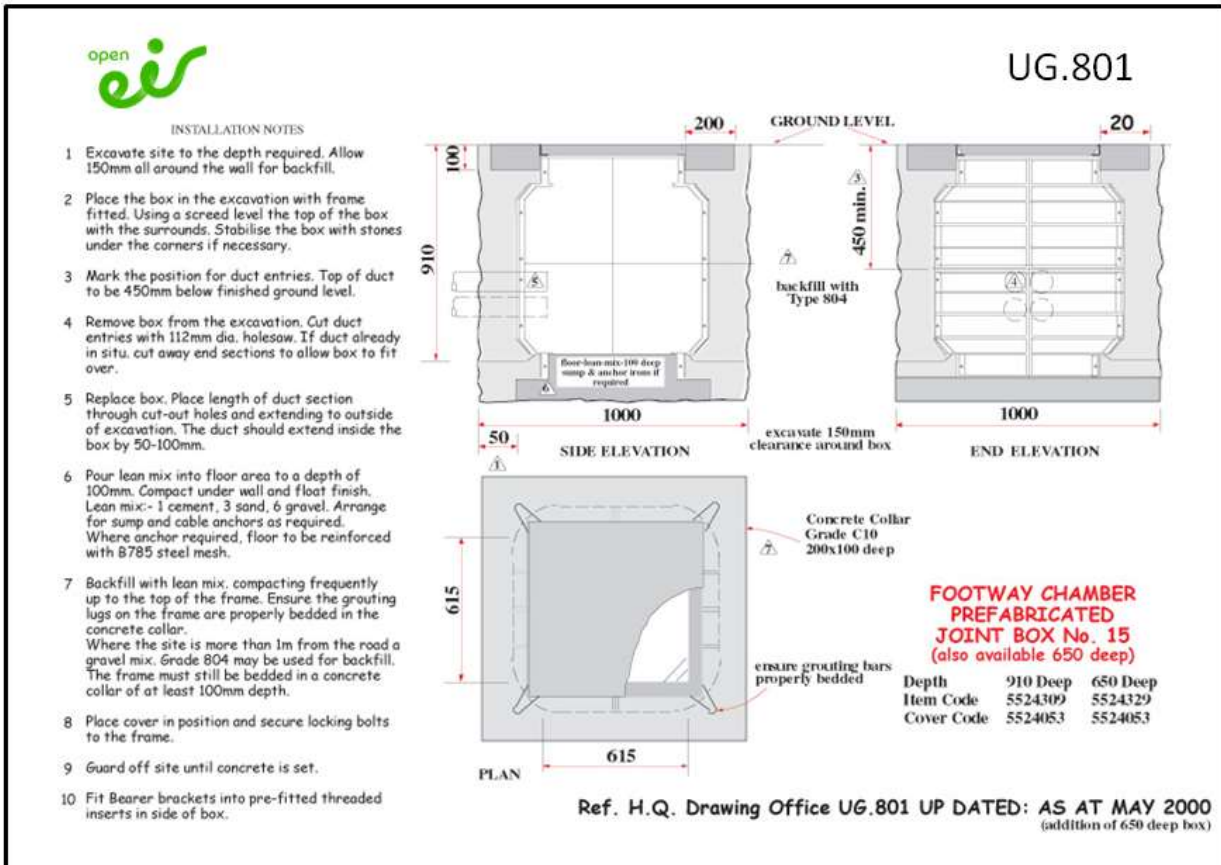 open
eir
UG.801
INSTALLATION NOTES
1 Excavate site to the depth required. Allow
150mm all around the wall for backfill.
2 Place the box in the excavation with frame
fitted. Using a screed level the top of the box
with the surrounds. Stabilise the box with stones
under the corners if necessary.
3 Mark the position for duct entries. Top of duct
to be 450mm below finished ground level.
4 Remove box from the excavation. Cut duct
entries with 112mm dia. holesaw. If duct already
in situ. cut away end sections to allow box to fit
over.
5 Replace box. Place length of duct section
through cut-out holes and extending to outside
of excavation. The duct should extend inside the
box by 50-100mm.
6 Pour lean mix into floor area to a depth of
100mm. Compact under wall and float finish.
Lean mix:- 1 cement, 3 sand, 6 gravel. Arrange
for sump and cable anchors as required.
Where anchor required, floor to be reinforced
with B785 steel mesh.
7 Backfill with lean mix. compacting frequently
up to the top of the frame. Ensure the grouting
lugs on the frame are properly bedded in the
concrete collar.
Where the site is more than 1m from the road a
gravel mix. Grade 804 may be used for backfill.
The frame must still be bedded in a concrete
collar of at least 100mm depth.
8 Place cover in position and secure locking bolts
to the frame.
9 Guard off site until concrete is set.
10 Fit Bearer brackets into pre-fitted threaded
inserts in side of box.
200
GROUND LEVEL
20
100
910
5
floor-lean-mix-100 deep
sump & anchor irons if
required
6
1000
50
1
SIDE ELEVATION
3
450 min.
7
backfill with
Type 804
4
1000
excavate 150mm
clearance around box
END ELEVATION
615
615
PLAN
Concrete Collar
Grade C10
200x100 deep
7
ensure grouting bars
properly bedded
FOOTWAY CHAMBER
PREFABRICATED
JOINT BOX No. 15
(also available 650 deep)
Depth 910 Deep 650 Deep
Item Code 5524309 5524329
Cover Code 5524053 5524053
Ref. H.Q. Drawing Office UG.801 UP DATED: AS AT MAY 2000
(addition of 650 deep box)